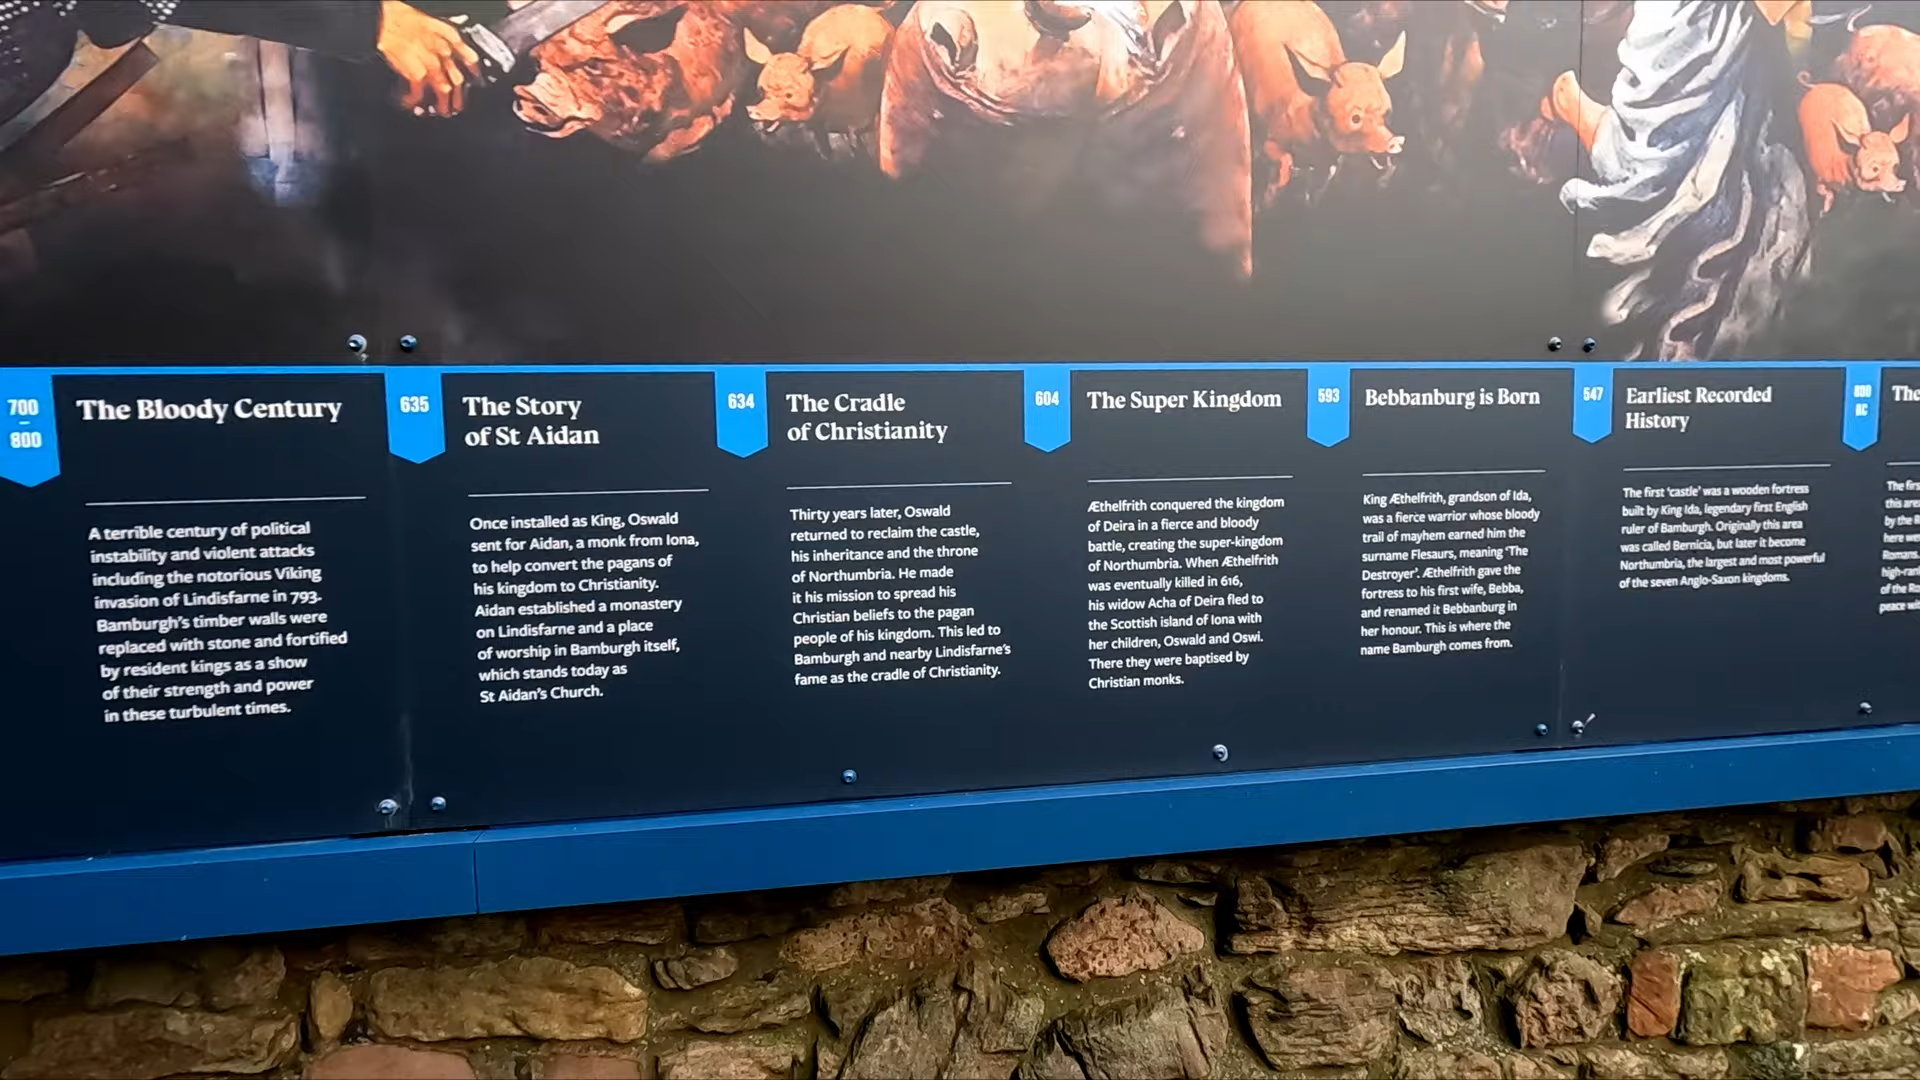 700
–
800
The Bloody Century
A terrible century of political
instability and violent attacks
including the notorious Viking
invasion of Lindisfarne in 793.
Bamburgh's timber walls were
replaced with stone and fortified
by resident kings as a show
of their strength and power
in these turbulent times.
635
The Story
of St Aidan
Once installed as King, Oswald
sent for Aidan, a monk from Iona,
to help convert the pagans of
his kingdom to Christianity.
Aidan established a monastery
on Lindisfarne and a place
of worship in Bamburgh itself,
which stands today as
St Aidan's Church.
634
The Cradle
of Christianity
Thirty years later, Oswald
returned to reclaim the castle,
his inheritance and the throne
of Northumbria. He made
it his mission to spread his
Christian beliefs to the pagan
people of his kingdom. This led to
Bamburgh and nearby Lindisfarne's
fame as the cradle of Christianity.
604
The Super Kingdom
Æthelfrith conquered the kingdom
of Deira in a fierce and bloody
battle, creating the super-kingdom
of Northumbria. When Æthelfrith
was eventually killed in 616,
his widow Acha of Deira fled to
the Scottish island of Iona with
her children, Oswald and Oswi.
There they were baptised by
Christian monks.
593
Bebbanburg is Born
King Æthelfrith, grandson of Ida,
was a fierce warrior whose bloody
trail of mayhem earned him the
surname Flesaurs, meaning 'The
Destroyer'. Æthelfrith gave the
fortress to his first wife, Bebba,
and renamed it Bebbanburg in
her honour. This is where the
name Bamburgh comes from.
547
Earliest Recorded
History
The first 'castle' was a wooden fortress
built by King Ida, legendary first English
ruler of Bamburgh. Originally this area
was called Bernicia, but later it become
Northumbria, the largest and most powerful
of the seven Anglo-Saxon kingdoms.
800
BC
The
The
this
by the
here
Romans.
of the
peace